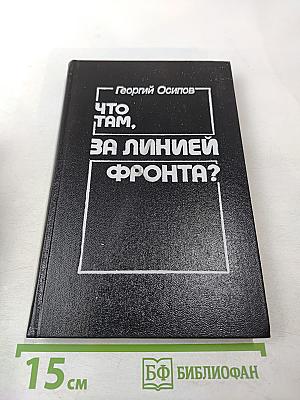 Георгий Осипов
ЧТО
ТАМ,
ЗА ЛИНИЕЙ
ФРОНТА?
15 см
БФ БИБЛИОФАН